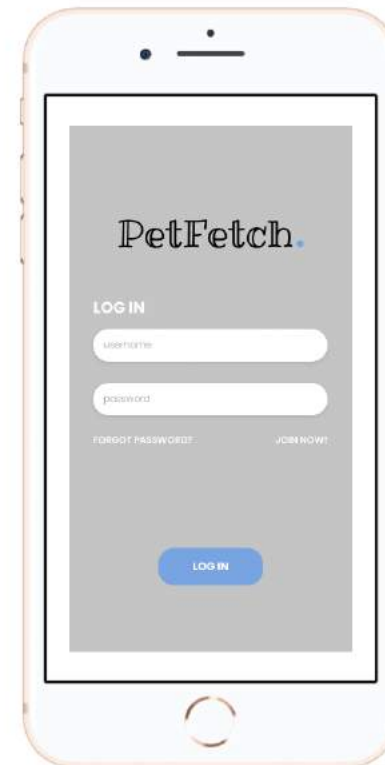 PetFetch.
LOG IN
username
password
FORGOT PASSWORD? JOIN NOW?
LOG IN